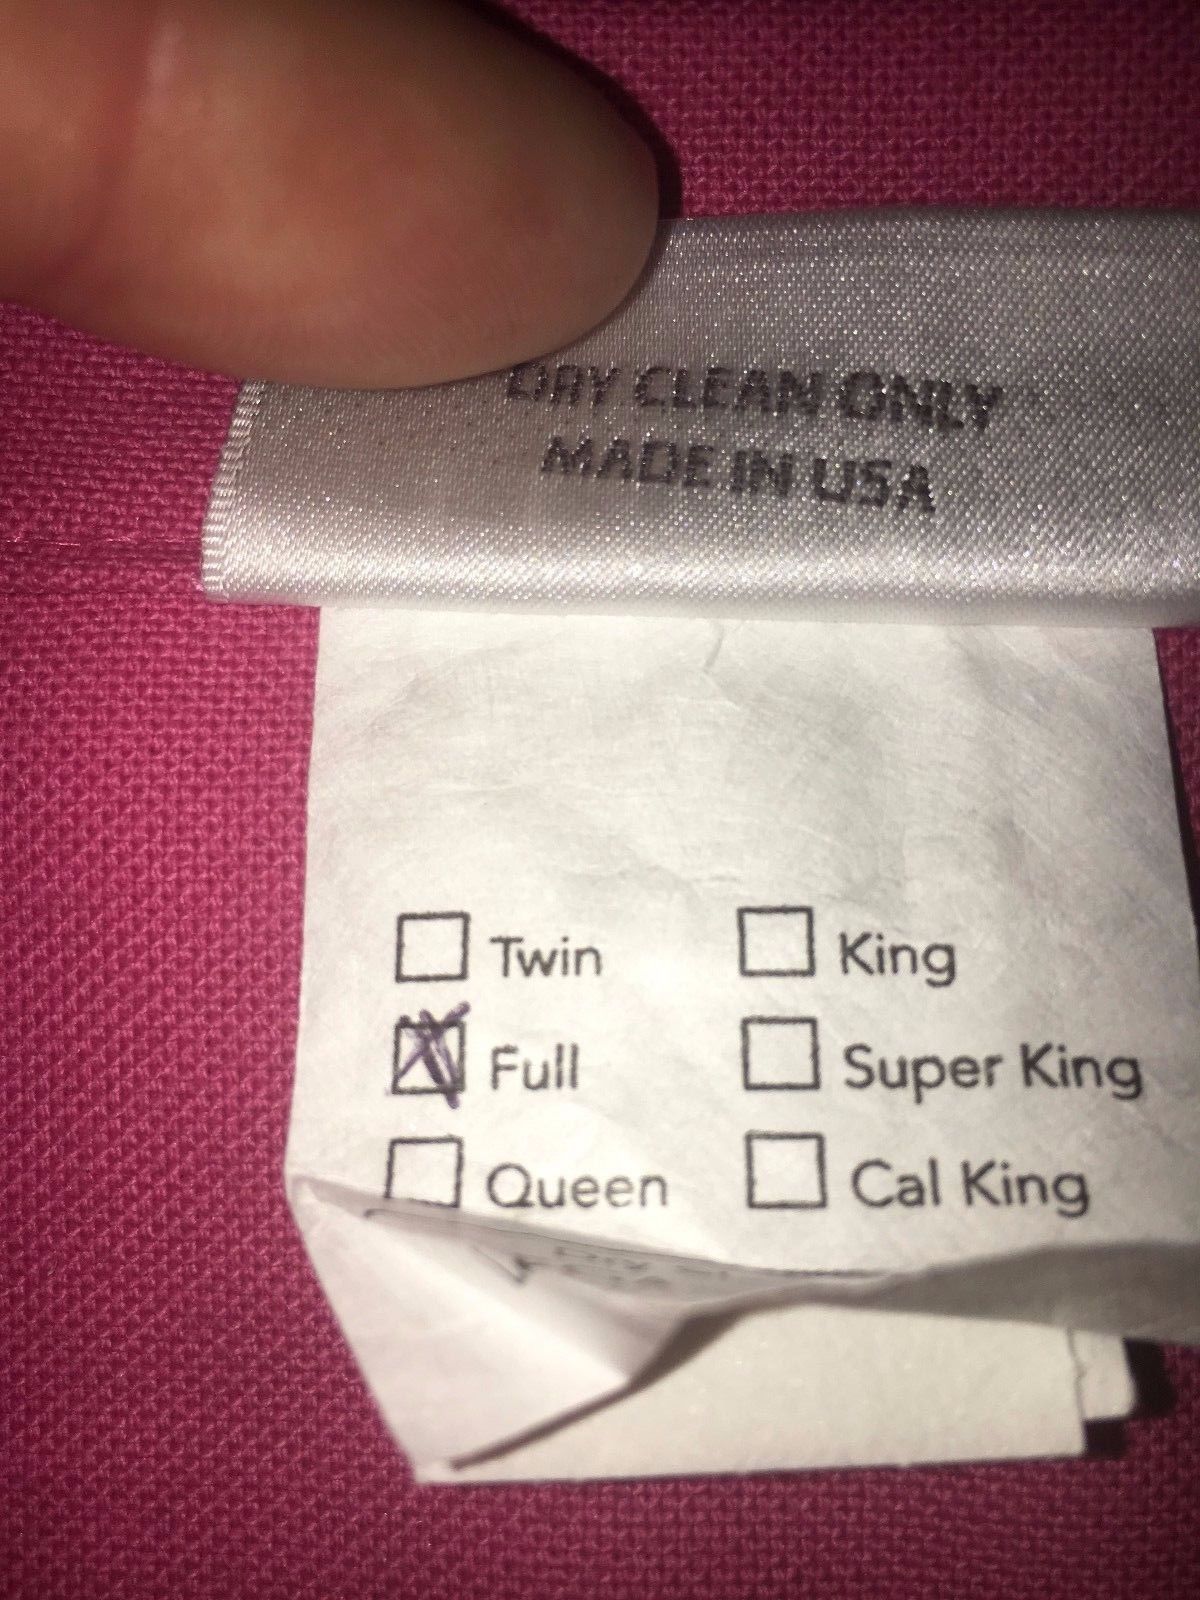 DRY CLEAN ONLY
MADE IN USA
Twin
King
Full
Super King
Queen
Cal King